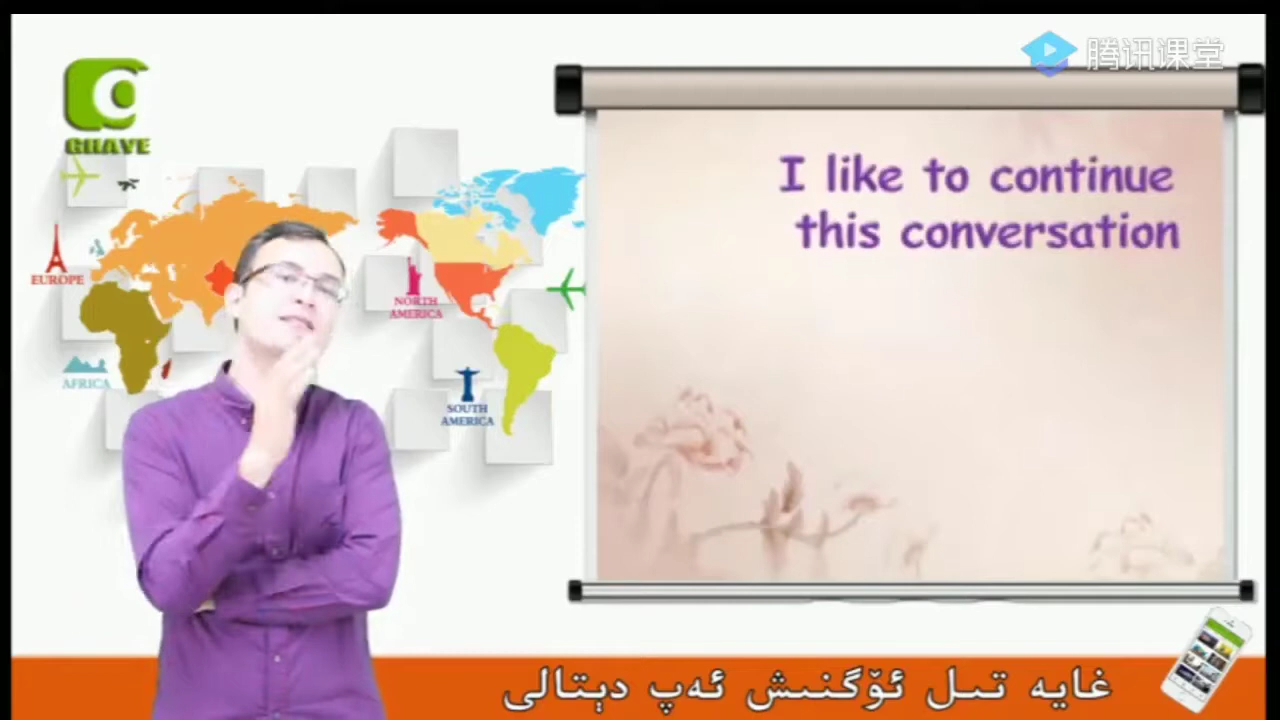 腾讯课堂
GHAYE
I like to continue
this conversation
EUROPE
NORTH
AMERICA
AFRICA
SOUTH
AMERICA
غايە تىل ئۆگىنىش ئەپ دېتالى